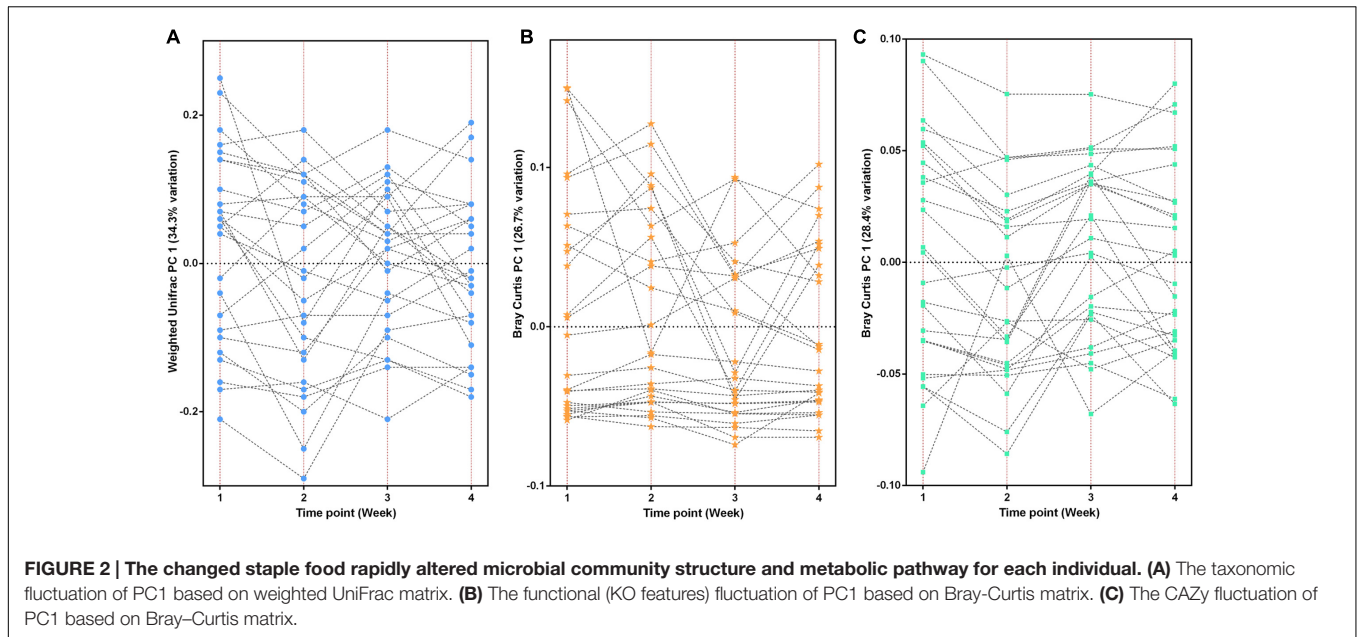 A
Weighted Unifrac PC 1 (34.3% variation)
0.2
0.0
-0.2
1 2 3 4
Time point (Week)
B
Bray Curtis PC 1 (26.7% variation)
0.1
0.0
-0.1
1 2 3 4
Time point (Week)
C
Bray Curtis PC 1 (28.4% variation)
0.10
0.05
0.00
-0.05
-0.10
1 2 3 4
Time point (Week)
FIGURE 2 | The changed staple food rapidly altered microbial community structure and metabolic pathway for each individual. (A) The taxonomic
fluctuation of PC1 based on weighted UniFrac matrix. (B) The functional (KO features) fluctuation of PC1 based on Bray-Curtis matrix. (C) The CAZy fluctuation of
PC1 based on Bray–Curtis matrix.